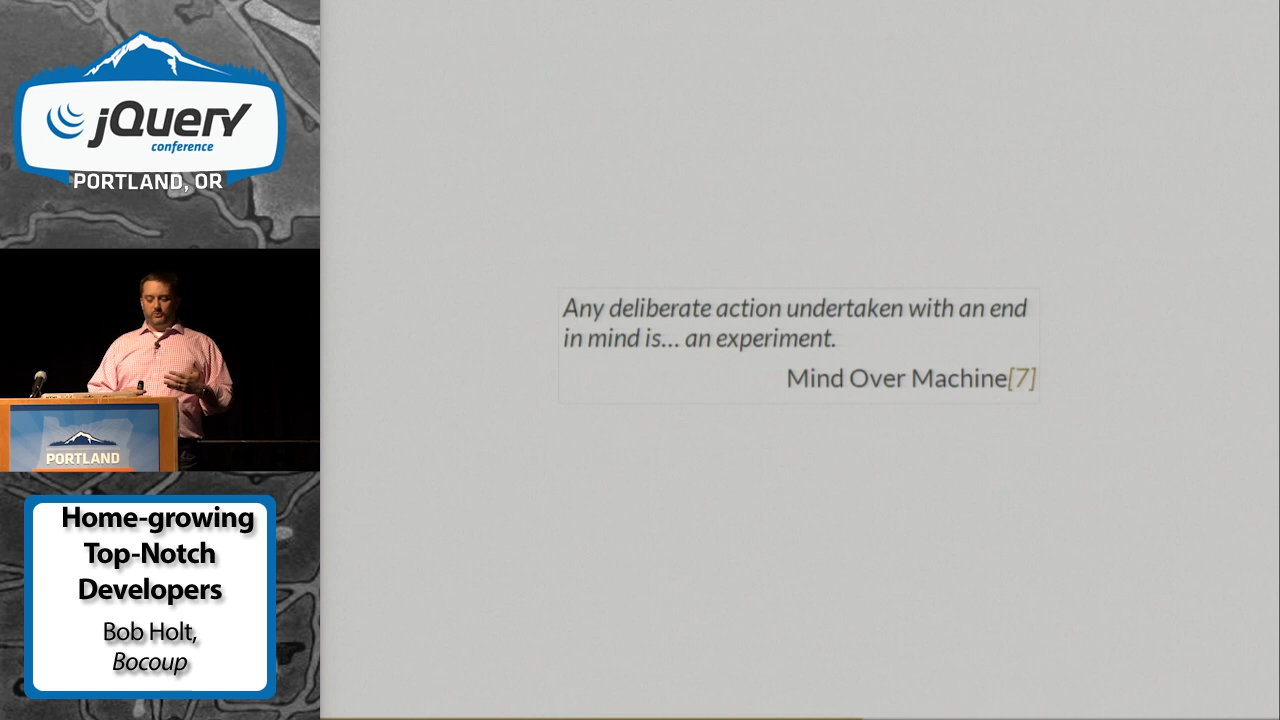 jQuery
conference
PORTLAND, OR
PORTLAND
Home-growing
Top-Notch
Developers
Bob Holt,
Bocoup
Any deliberate action undertaken with an end
in mind is... an experiment.
Mind Over Machine[7]